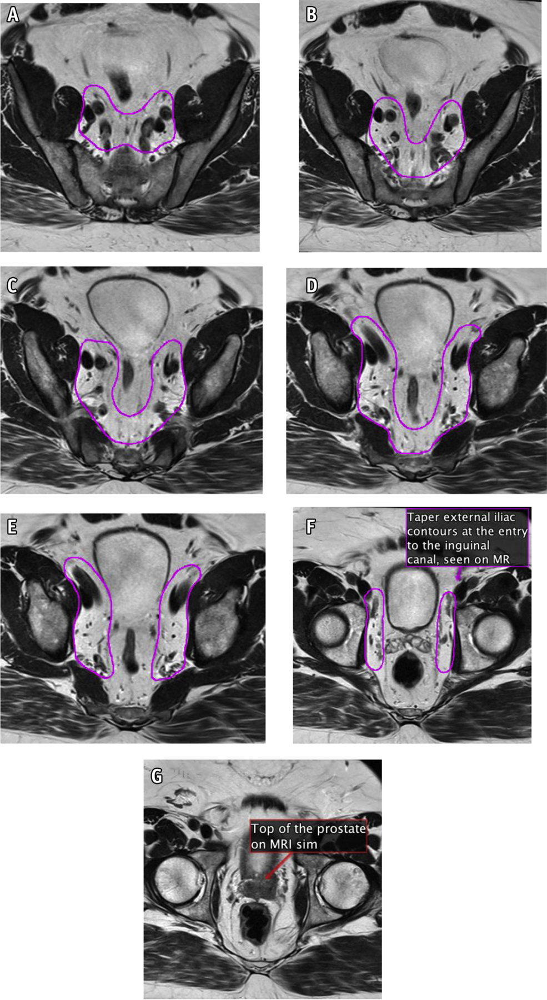 A
B
C
D
E
F
Taper external iliac
contours at the entry
to the inguinal
canal, seen on MR
G
Top of the prostate
on MRI sim